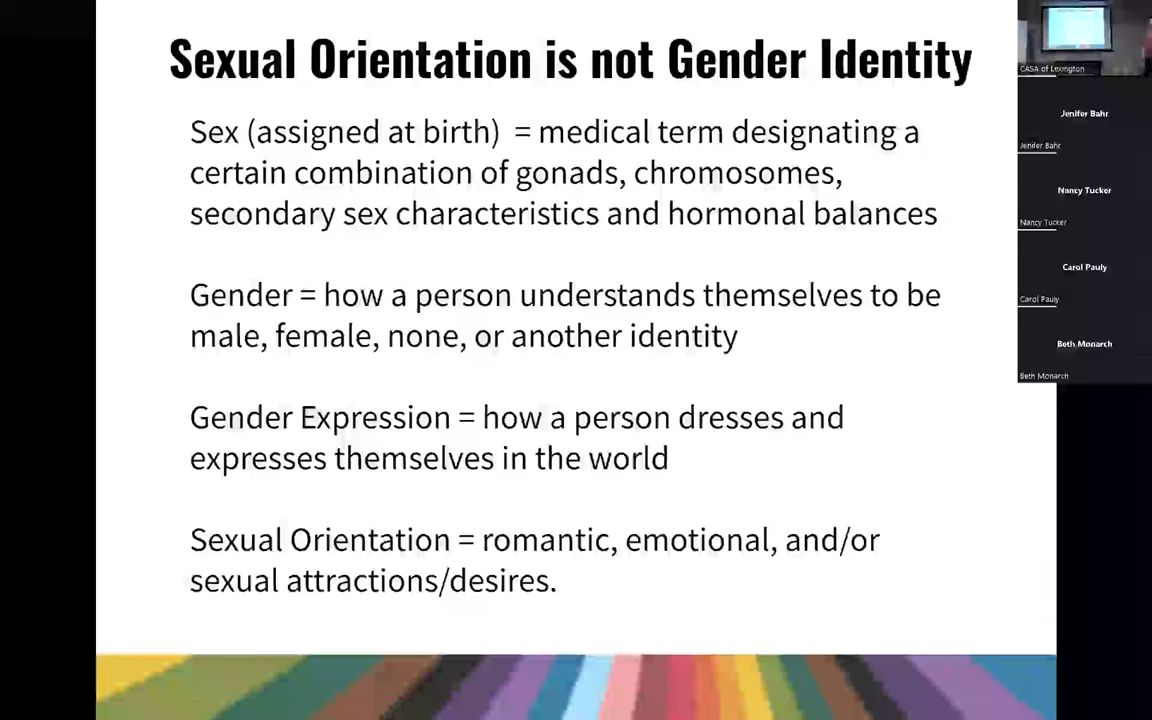 Sexual Orientation is not Gender Identity
Sex (assigned at birth) = medical term designating a
certain combination of gonads, chromosomes,
secondary sex characteristics and hormonal balances
Gender = how a person understands themselves to be
male, female, none, or another identity
Gender Expression = how a person dresses and
expresses themselves in the world
Sexual Orientation = romantic, emotional, and/or
sexual attractions/desires.
CASA of Lexington
Jenifer Bahr
Jenifer Bahr
Nancy Tucker
Nancy Tucker
Carol Pauly
Carol Pauly
Beth Monarch
Beth Monarch